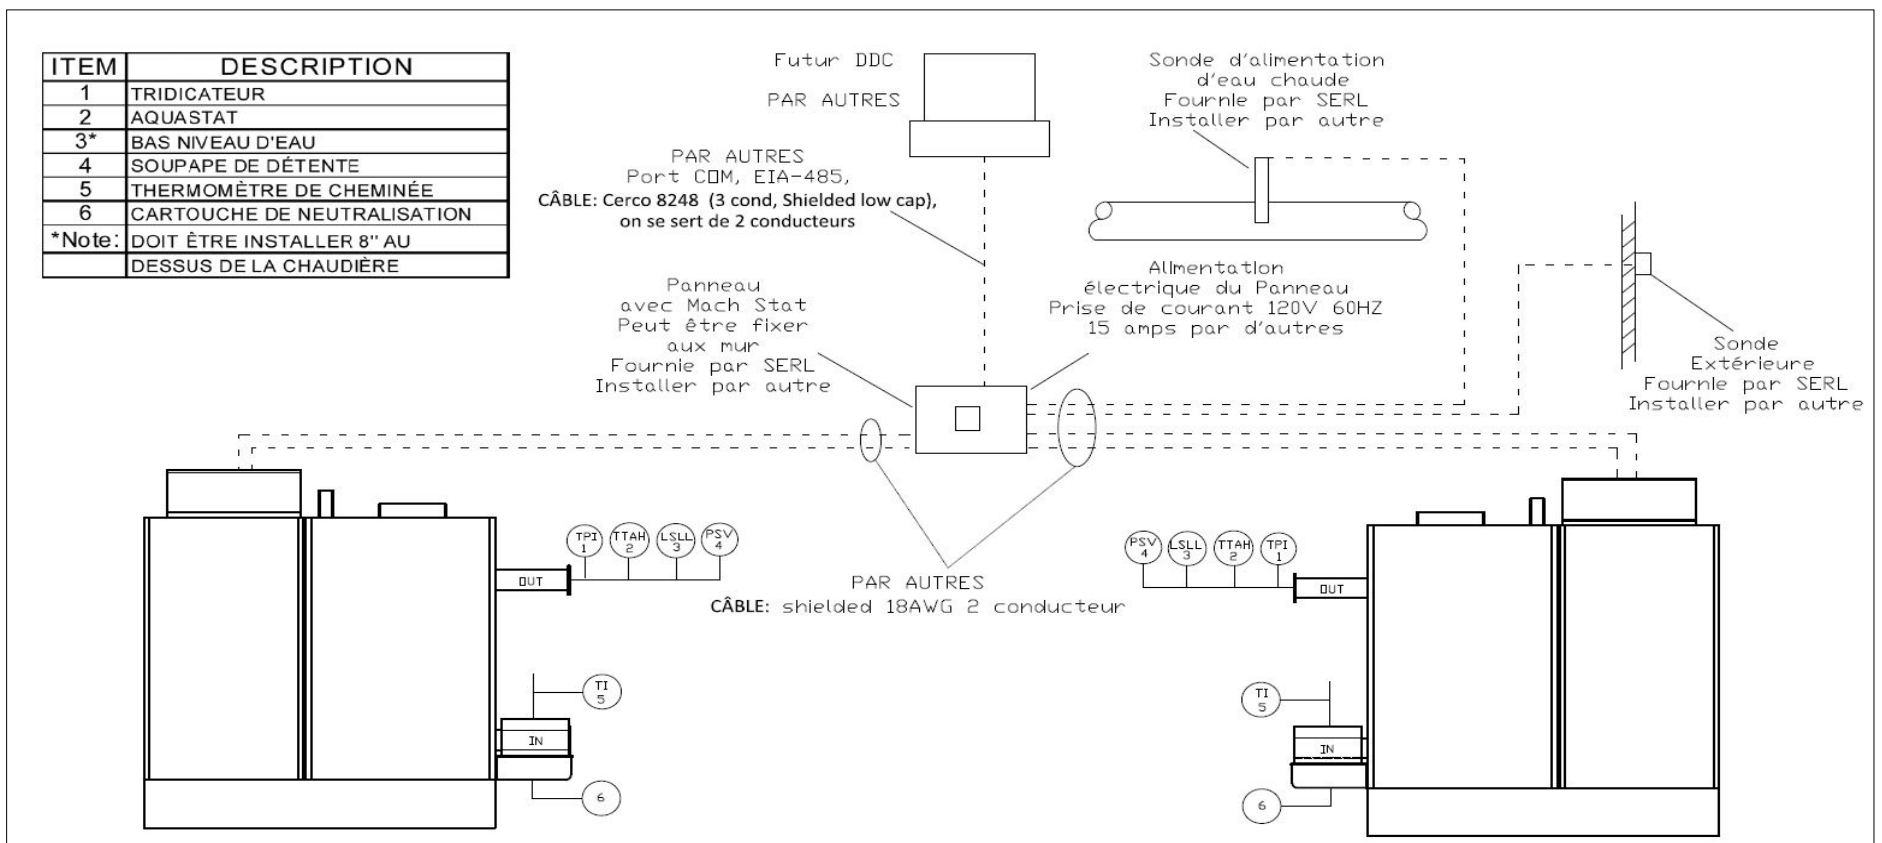 ITEM DESCRIPTION
1 TRIDICATEUR
2 AQUASTAT
3* BAS NIVEAU D'EAU
4 SOUPAPE DE DÉTENTE
5 THERMOMÈTRE DE CHEMINÉE
6 CARTOUCHE DE NEUTRALISATION
*Note: DOIT ÊTRE INSTALLER 8'' AU
DESSUS DE LA CHAUDIÈRE
Futur DDC
PAR AUTRES
PAR AUTRES
Port COM, EIA-485,
CÂBLE: Cerco 8248 (3 cond, Shielded low cap),
on se sert de 2 conducteurs
Sonde d'alimentation
d'eau chaude
Fournie par SERL
Installer par autre
Panneau
avec Mach Stat
Peut être fixer
aux mur
Fournie par SERL
Installer par autre
Alimentation
électrique du Panneau
Prise de courant 120V 60HZ
15 amps par d'autres
Sonde
Extérieure
Fournie par SERL
Installer par autre
TPI
1
TTAH
2
LSLL
3
PSV
4
OUT
PSV
4
LSLL
3
TTAH
2
TPI
1
OUT
PAR AUTRES
CÂBLE: shielded 18AWG 2 conducteur
TI
5
IN
6
TI
5
IN
6